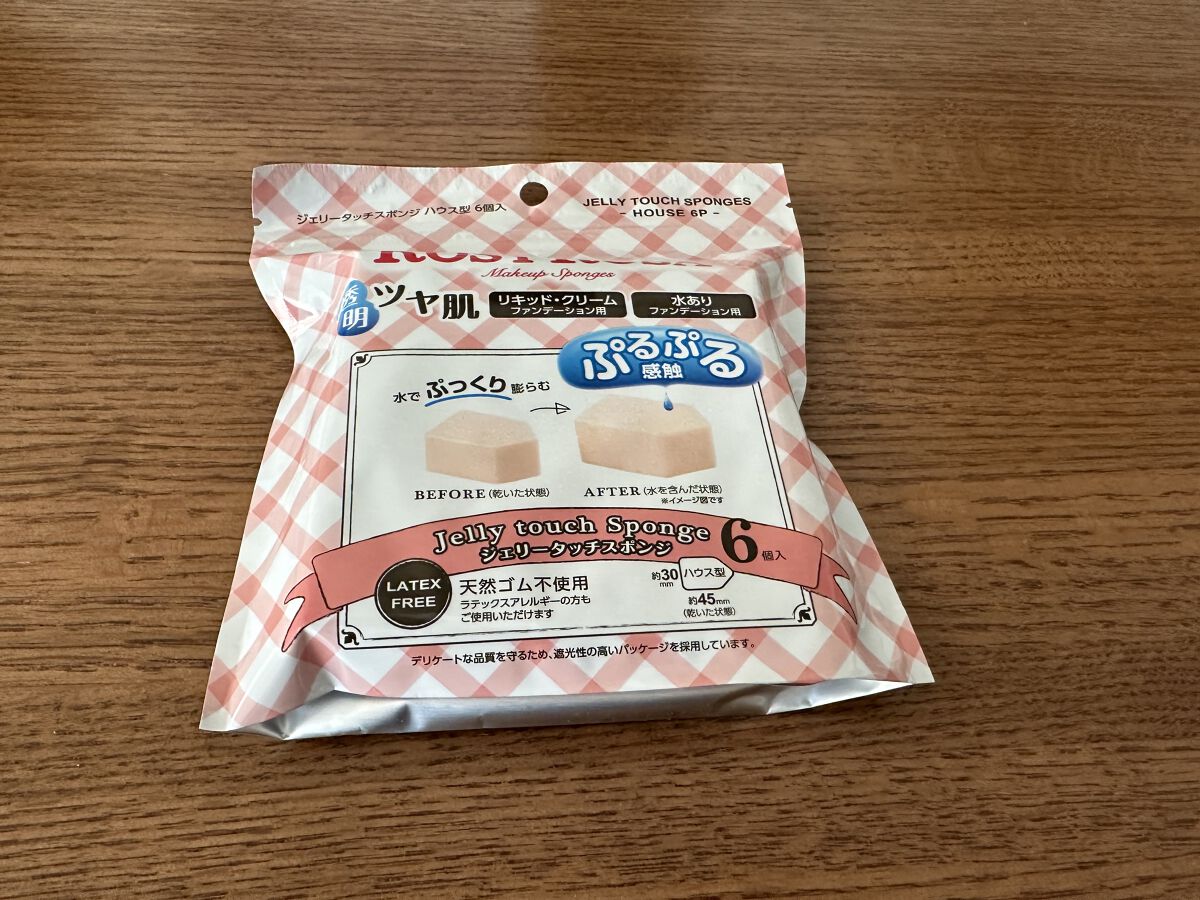 ジェリータッチスポンジ ハウス型 6個入
JELLY TOUCH SPONGES
- HOUSE 6P -
Makeup Sponges
透明
ツヤ肌
リキッド・クリーム
ファンデーション用
水あり
ファンデーション用
ぷるぷる
感触
水で ぷっくり 膨らむ
BEFORE (乾いた状態)
AFTER (水を含んだ状態)
※イメージ図です
Jelly touch Sponge
ジェリータッチスポンジ
6個入
LATEX
FREE
天然ゴム不使用
ラテックスアレルギーの方も
ご使用いただけます
約30mm
ハウス型
約45mm
(乾いた状態)
デリケートな品質を守るため、遮光性の高いパッケージを採用しています。